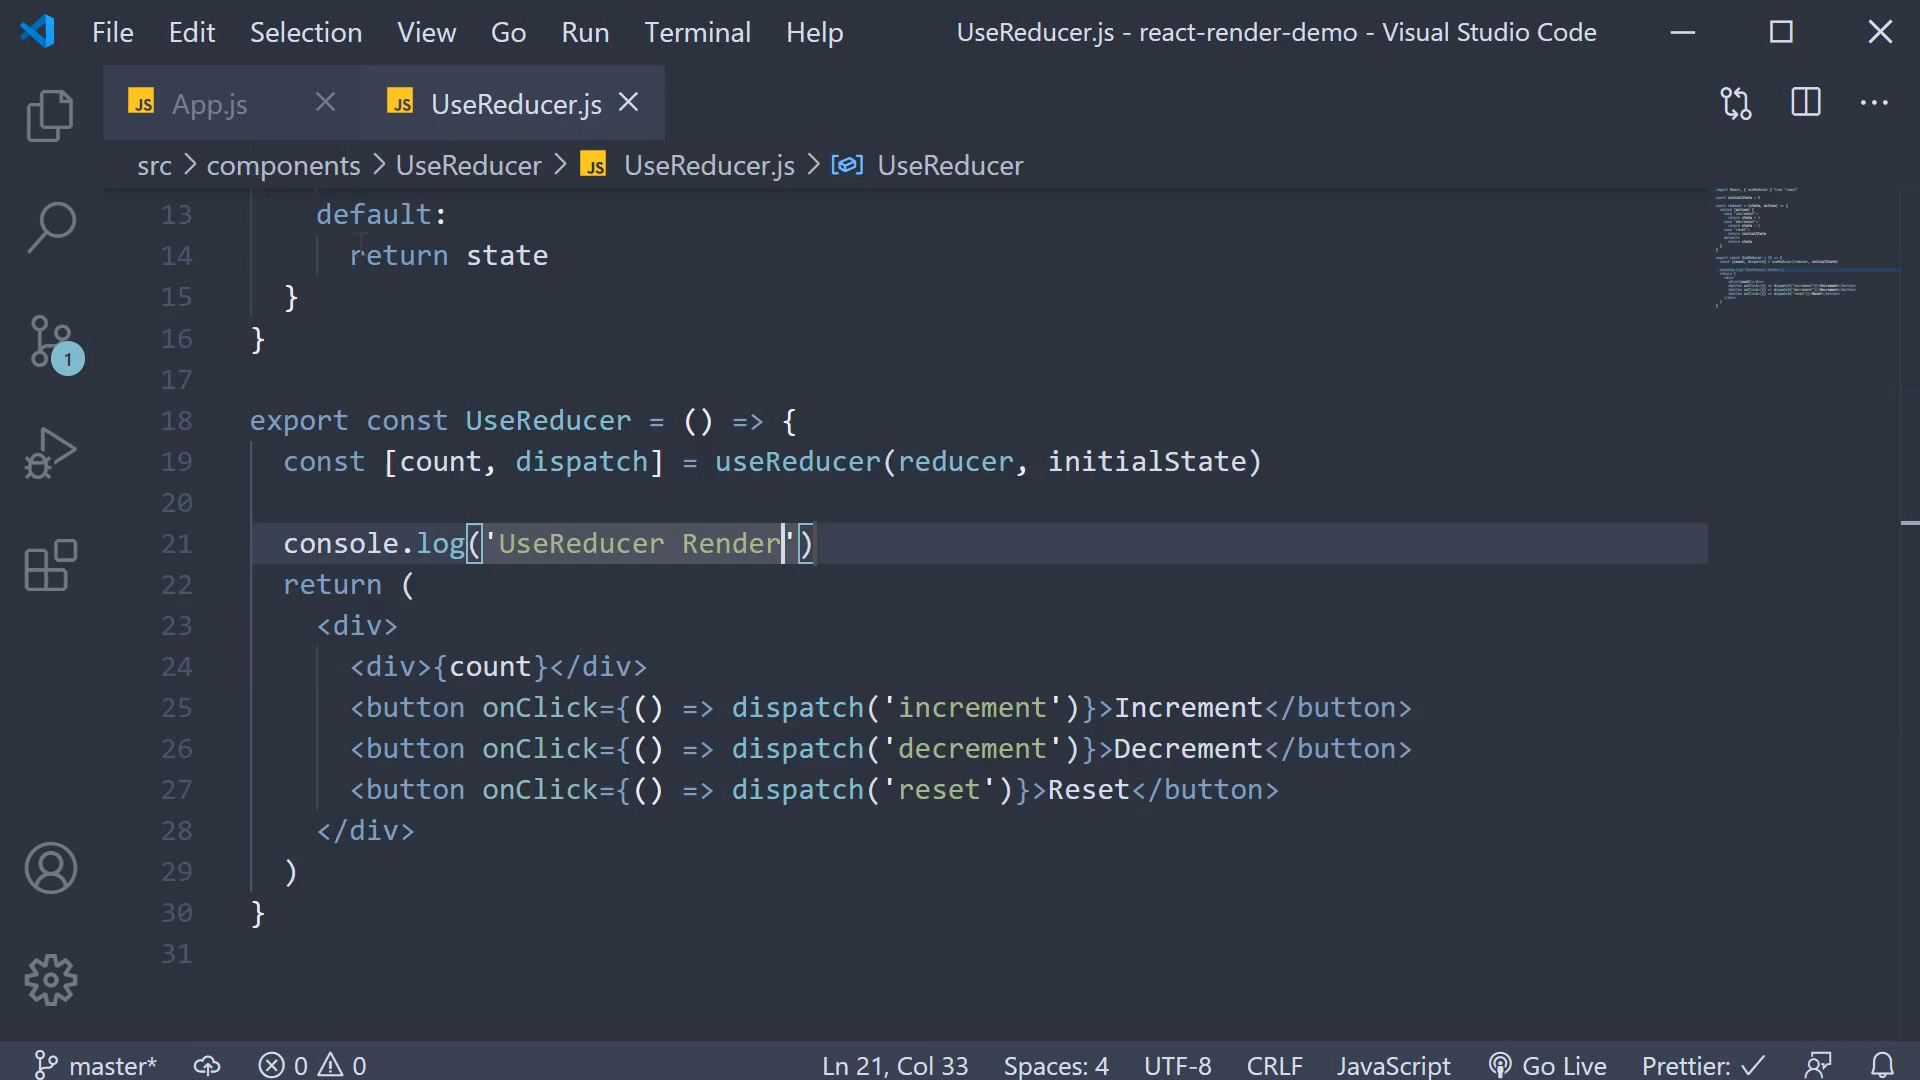 File Edit Selection View Go Run Terminal Help UseReducer.js - react-render-demo - Visual Studio Code
JS App.js JS UseReducer.js
src > components > UseReducer > JS UseReducer.js > UseReducer
13 default:
14 return state
15 }
16 }
17
18 export const UseReducer = () => {
19 const [count, dispatch] = useReducer(reducer, initialState)
20
21 console.log('UseReducer Render')
22 return (
23 <div>
24 <div>{count}</div>
25 <button onClick={() => dispatch('increment')}>Increment</button>
26 <button onClick={() => dispatch('decrement')}>Decrement</button>
27 <button onClick={() => dispatch('reset')}>Reset</button>
28 </div>
29 )
30 }
31
1
master* 0 0 Ln 21, Col 33 Spaces: 4 UTF-8 CRLF JavaScript Go Live Prettier: ✓